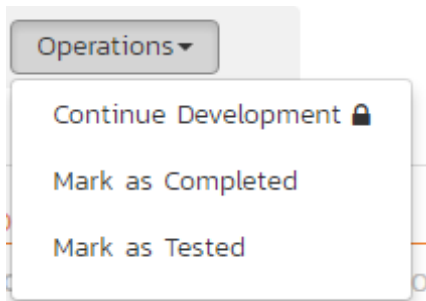 Operations
Continue Development
Mark as Completed
Mark as Tested